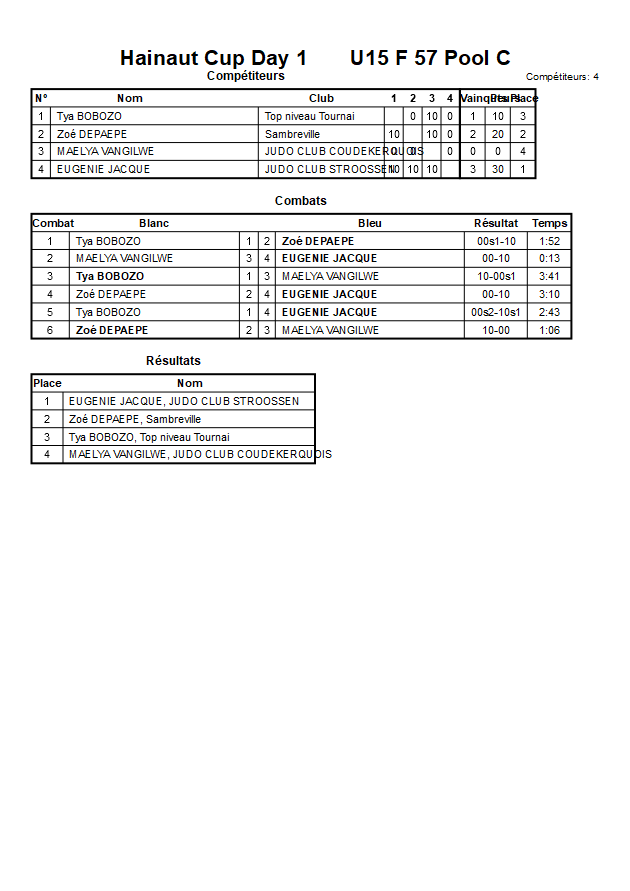 Hainaut Cup Day 1 U15 F 57 Pool C
Compétiteurs Compétiteurs: 4
N° Nom Club 1 2 3 4 Vainqueurs Pts Place
1 Tya BOBOZO Top niveau Tournai 0 10 0 1 10 3
2 Zoé DEPAEPE Sambreville 10 10 0 2 20 2
3 MAELYA VANGILWE JUDO CLUB COUDEKERQUOIS 0 0 0 0 0 4
4 EUGENIE JACQUE JUDO CLUB STROOSSEN 10 10 10 3 30 1
Combats
Combat Blanc Bleu Résultat Temps
1 Tya BOBOZO 1 2 Zoé DEPAEPE 00s1-10 1:52
2 MAELYA VANGILWE 3 4 EUGENIE JACQUE 00-10 0:13
3 Tya BOBOZO 1 3 MAELYA VANGILWE 10-00s1 3:41
4 Zoé DEPAEPE 2 4 EUGENIE JACQUE 00-10 3:10
5 Tya BOBOZO 1 4 EUGENIE JACQUE 00s2-10s1 2:43
6 Zoé DEPAEPE 2 3 MAELYA VANGILWE 10-00 1:06
Résultats
Place Nom
1 EUGENIE JACQUE, JUDO CLUB STROOSSEN
2 Zoé DEPAEPE, Sambreville
3 Tya BOBOZO, Top niveau Tournai
4 MAELYA VANGILWE, JUDO CLUB COUDEKERQUOIS